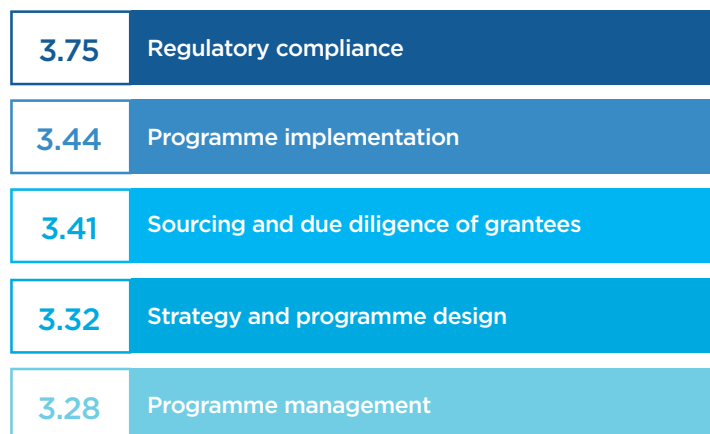 3.75 Regulatory compliance
3.44 Programme implementation
3.41 Sourcing and due diligence of grantees
3.32 Strategy and programme design
3.28 Programme management